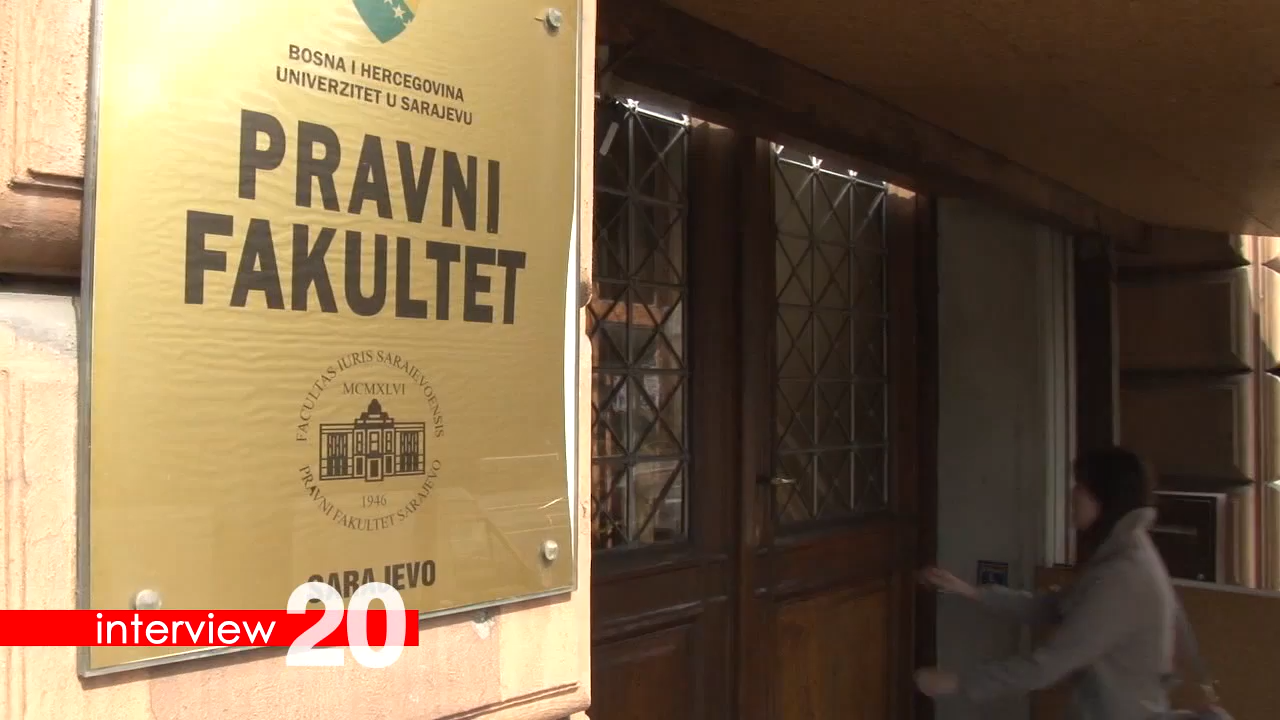 BOSNA I HERCEGOVINA
UNIVERZITET U SARAJEVU
PRAVNI
FAKULTET
FACULTAS IURIS SARAIEVOENSIS
MCMXLVI
1946
PRAVNI FAKULTET SARAJEVO
SARAJEVO
interview 20